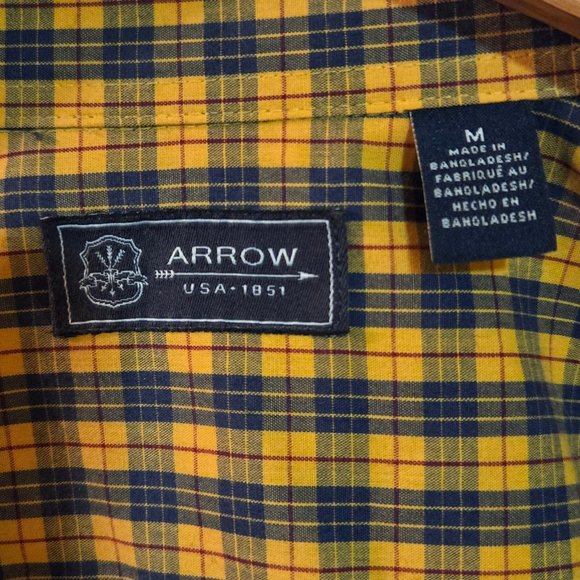 ARROW
USA·1851
M
MADE IN
BANGLADESH/
FABRIQUÉ AU
BANGLADESH/
HECHO EN
BANGLADESH